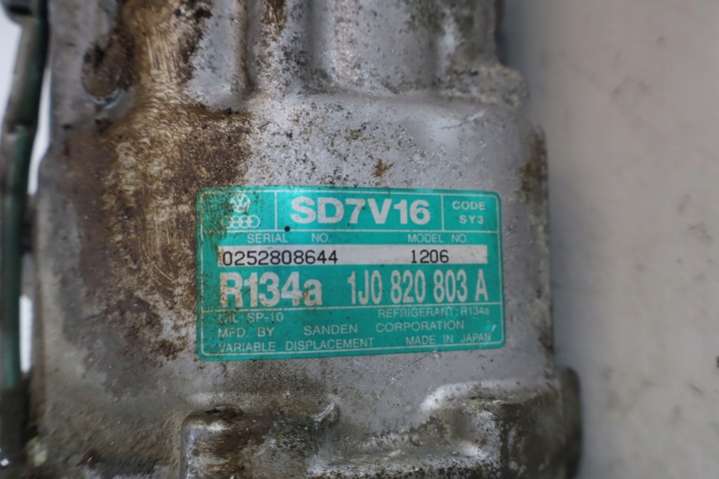 SD7V16 CODE
SY3
SERIAL NO. MODEL NO.
0252808644 1206
R134a 1J0 820 803 A
OIL SP-10 REFRIGERANT: R134a
MFD. BY SANDEN CORPORATION
VARIABLE DISPLACEMENT MADE IN JAPAN